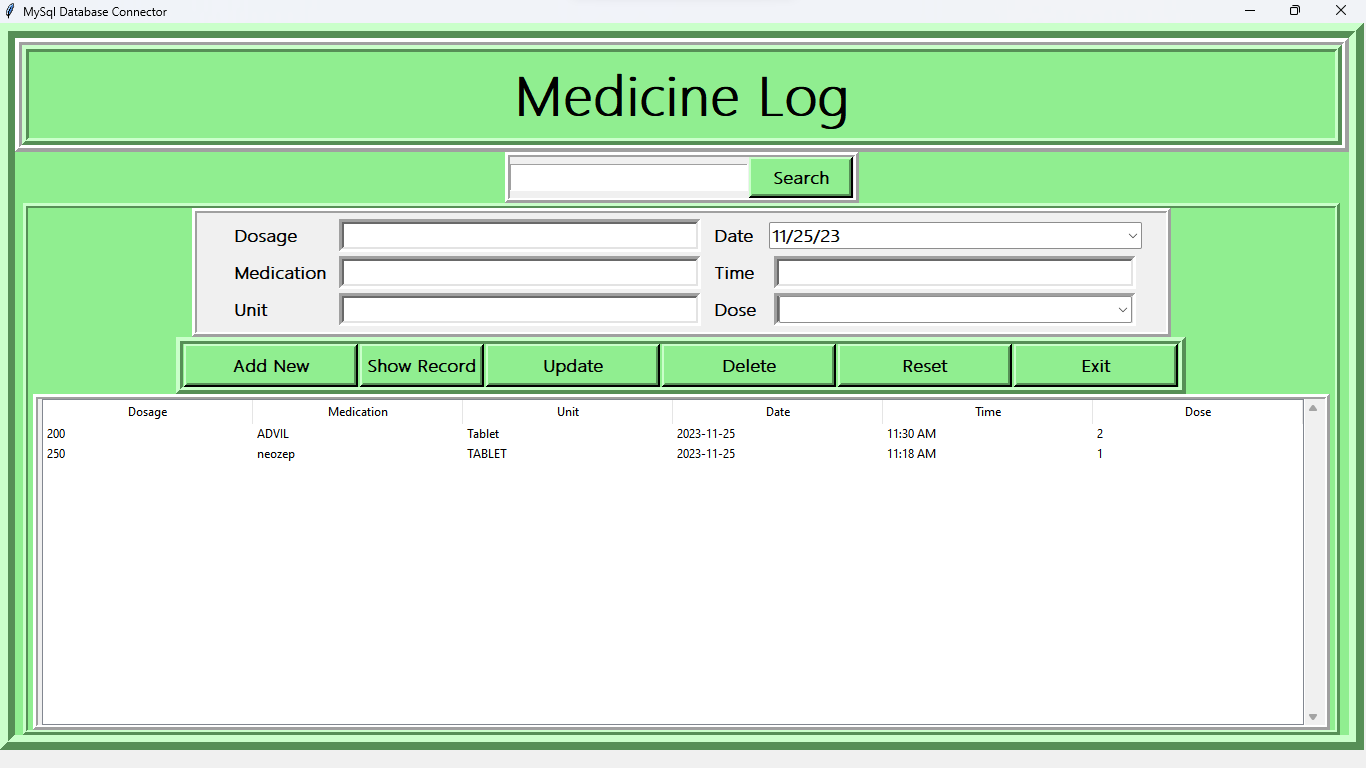 MySql Database Connector
Medicine Log
Search
Dosage Date 11/25/23
Medication Time
Unit Dose
Add New Show Record Update Delete Reset Exit
Dosage Medication Unit Date Time Dose
200 ADVIL Tablet 2023-11-25 11:30 AM 2
250 neozep TABLET 2023-11-25 11:18 AM 1